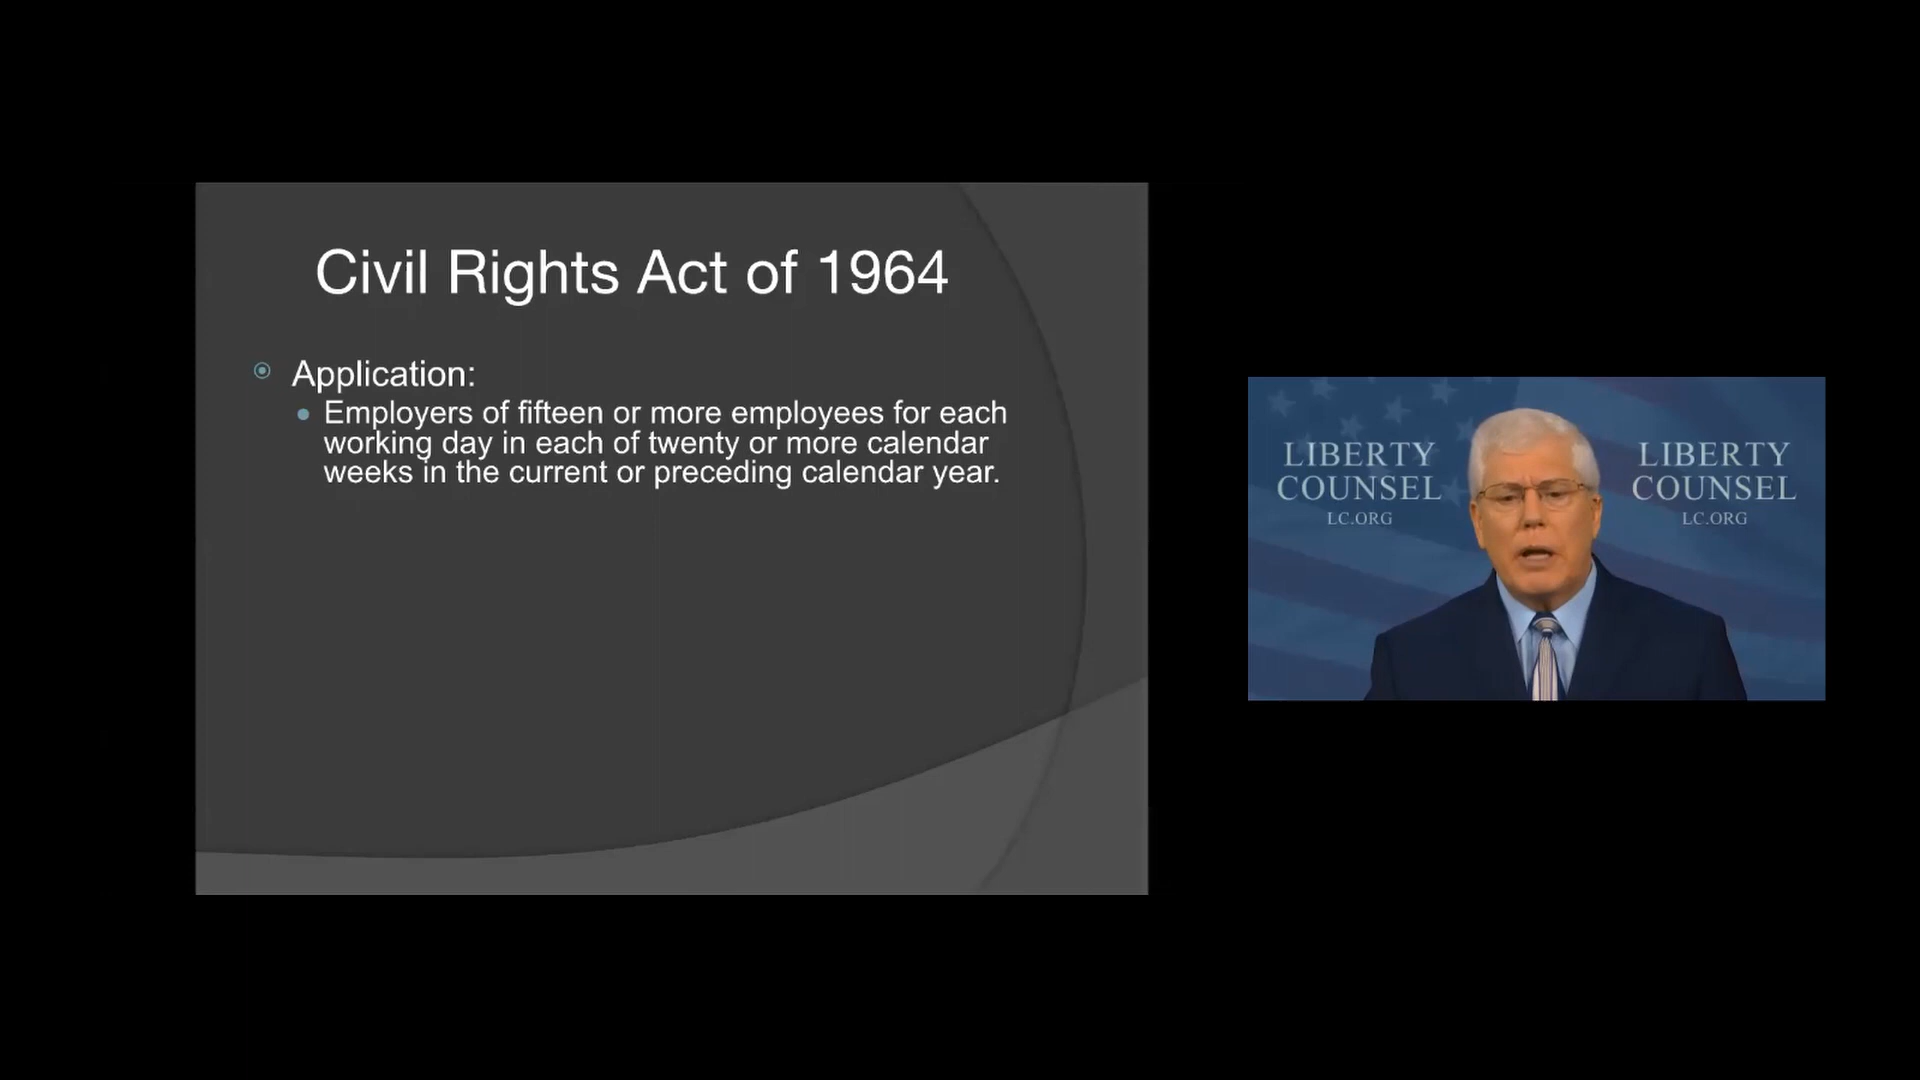 Civil Rights Act of 1964
Application:
Employers of fifteen or more employees for each
working day in each of twenty or more calendar
weeks in the current or preceding calendar year.
LIBERTY
COUNSEL
LC.ORG
LIBERTY
COUNSEL
LC.ORG